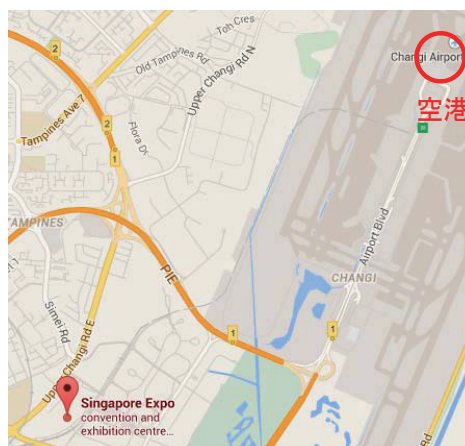 Toh Cres
2
Changi Airport
Old Tampines Rd
Upper Changi Rd N
空港
Tampines Ave 7
Flora Dr
2
1
TAMPINES
Airport Blvd
PIE
CHANGI
Simei Rd
1
1
Upper Changi Rd E
Singapore Expo
convention and
exhibition centre...